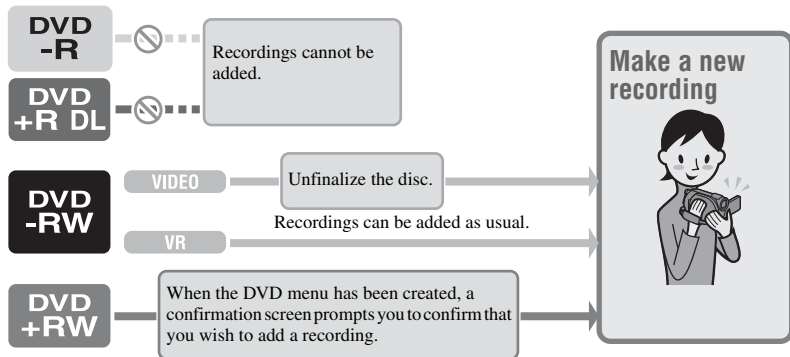 DVD
-R
Recordings cannot be
added.
DVD
+R DL
Make a new
recording
DVD
-RW
VIDEO
Unfinalize the disc.
Recordings can be added as usual.
VR
DVD
+RW
When the DVD menu has been created, a
confirmation screen prompts you to confirm that
you wish to add a recording.